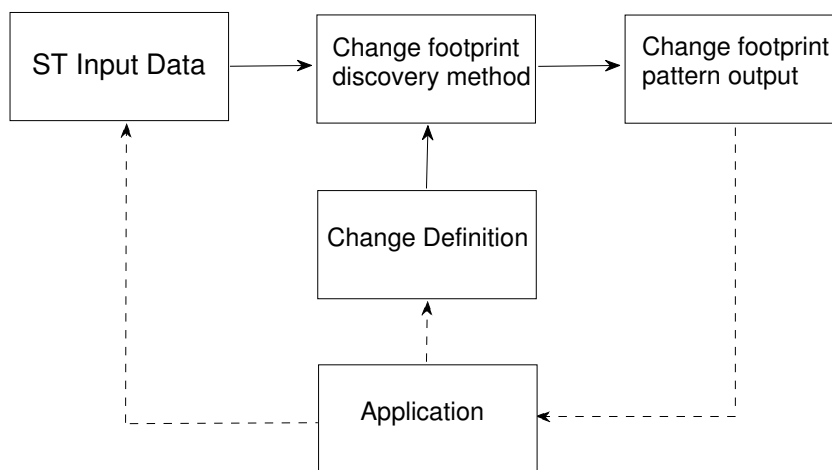 ST Input Data
Change footprint
discovery method
Change footprint
pattern output
Change Definition
Application